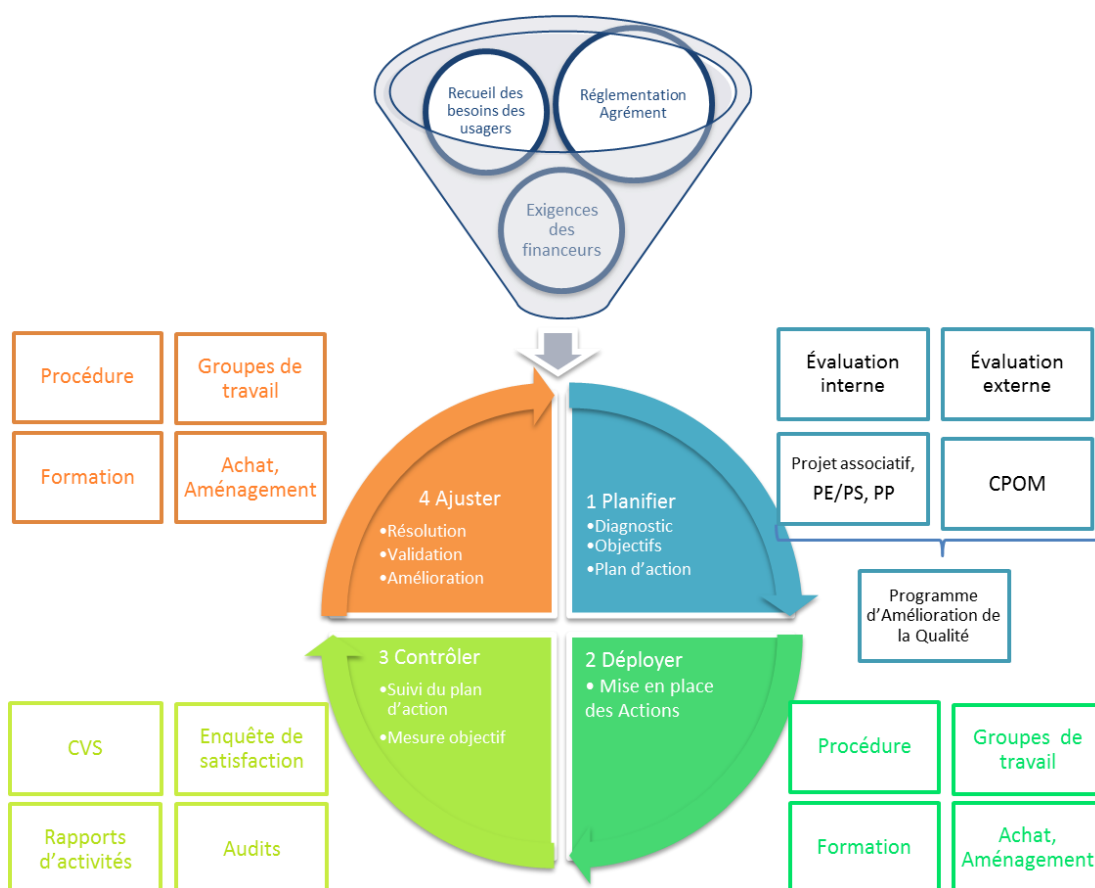 Recueil des
besoins des
usagers
Réglementation
Agrément
Exigences
des
financeurs
Procédure
Groupes de
travail
Formation
Achat,
Aménagement
Évaluation
interne
Évaluation
externe
Projet associatif,
PE/PS, PP
CPOM
Programme
d’Amélioration de
la Qualité
4 Ajuster
•Résolution
•Validation
•Amélioration
1 Planifier
•Diagnostic
•Objectifs
•Plan d’action
3 Contrôler
•Suivi du plan
d’action
•Mesure objectif
2 Déployer
• Mise en place
des Actions
CVS
Enquête de
satisfaction
Rapports
d’activités
Audits
Procédure
Groupes de
travail
Formation
Achat,
Aménagement